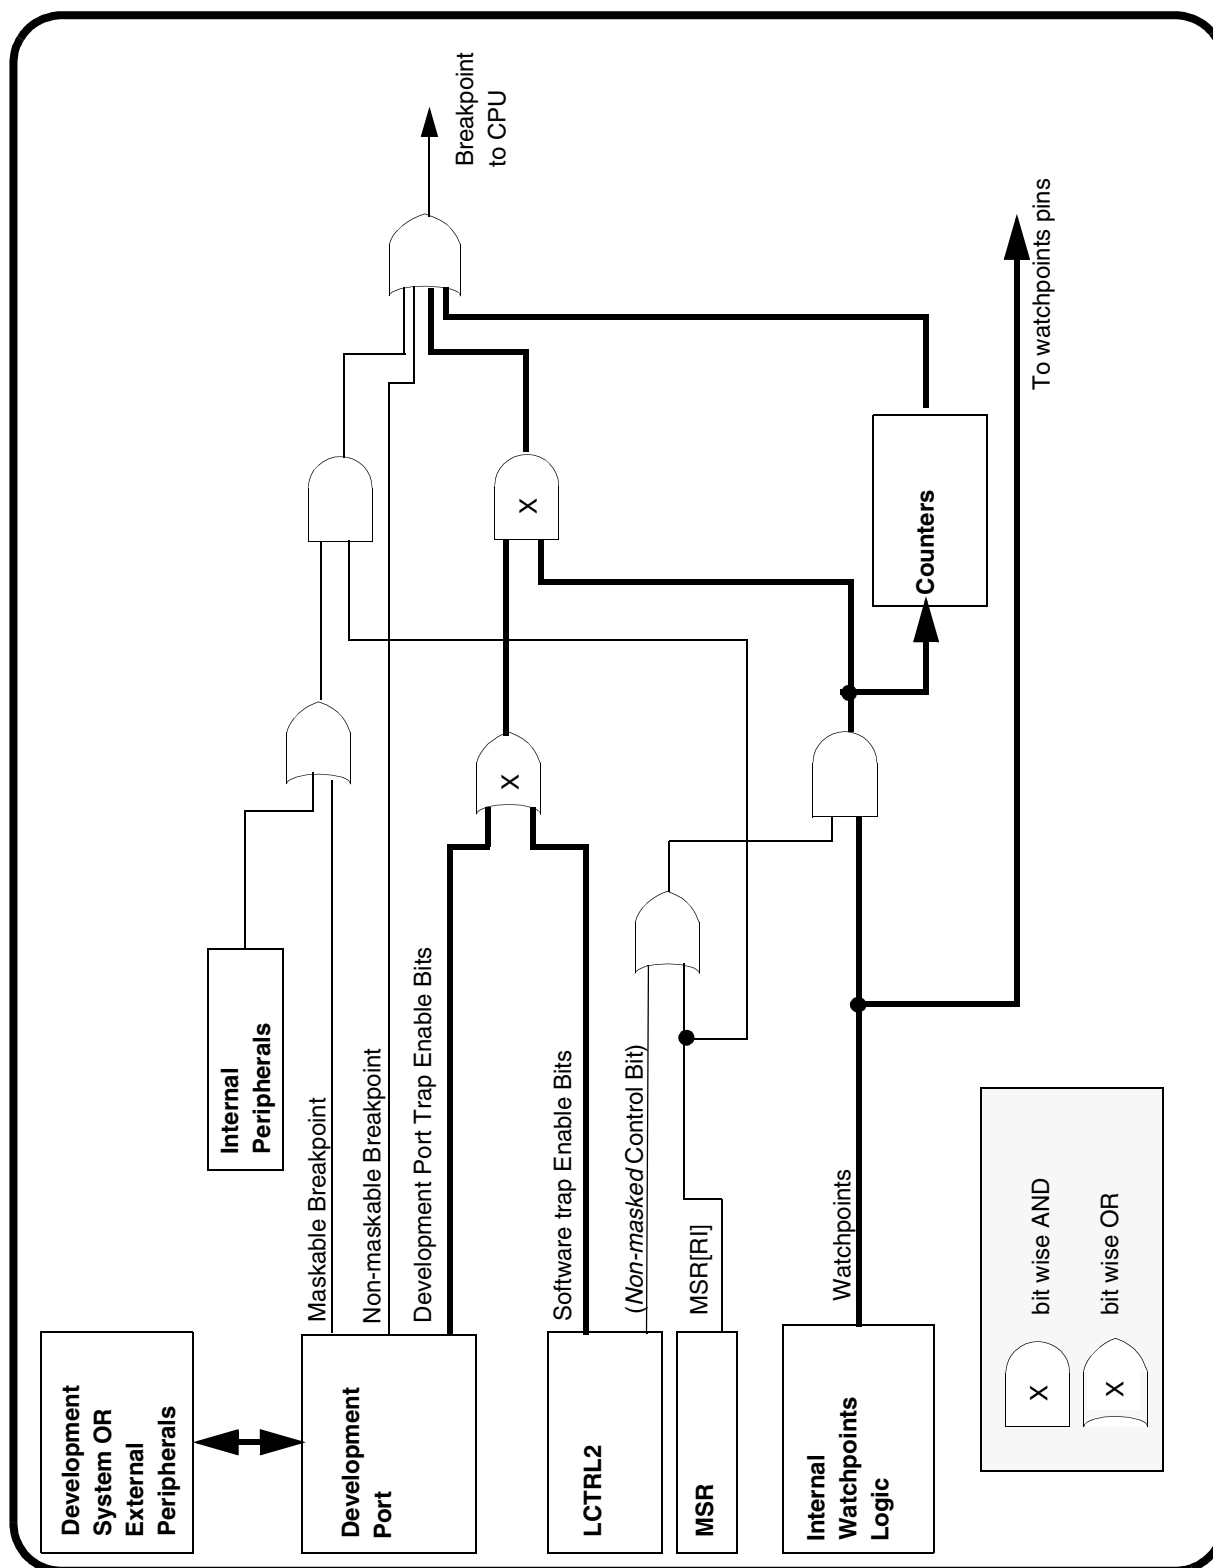 Development
System OR
External
Peripherals
Development
Port
LCTRL2
MSR
Internal
Watchpoints
Logic
Internal
Peripherals
Maskable Breakpoint
Non-maskable Breakpoint
Development Port Trap Enable Bits
Software trap Enable Bits
(Non-masked Control Bit)
MSR[RI]
Watchpoints
X
X
Counters
Breakpoint
to CPU
To watchpoints pins
X
bit wise AND
X
bit wise OR